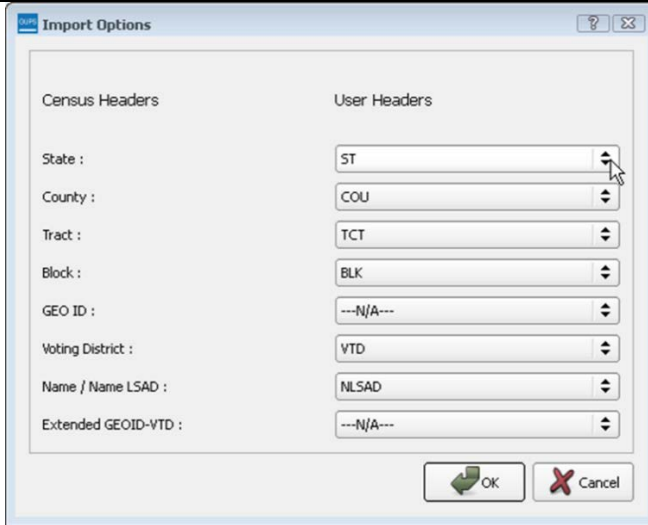 OUPS Import Options ?
Census Headers User Headers
State : ST
County : COU
Tract : TCT
Block : BLK
GEO ID : ---N/A---
Voting District : VTD
Name / Name LSAD : NLSAD
Extended GEOID-VTD : ---N/A---
OK Cancel